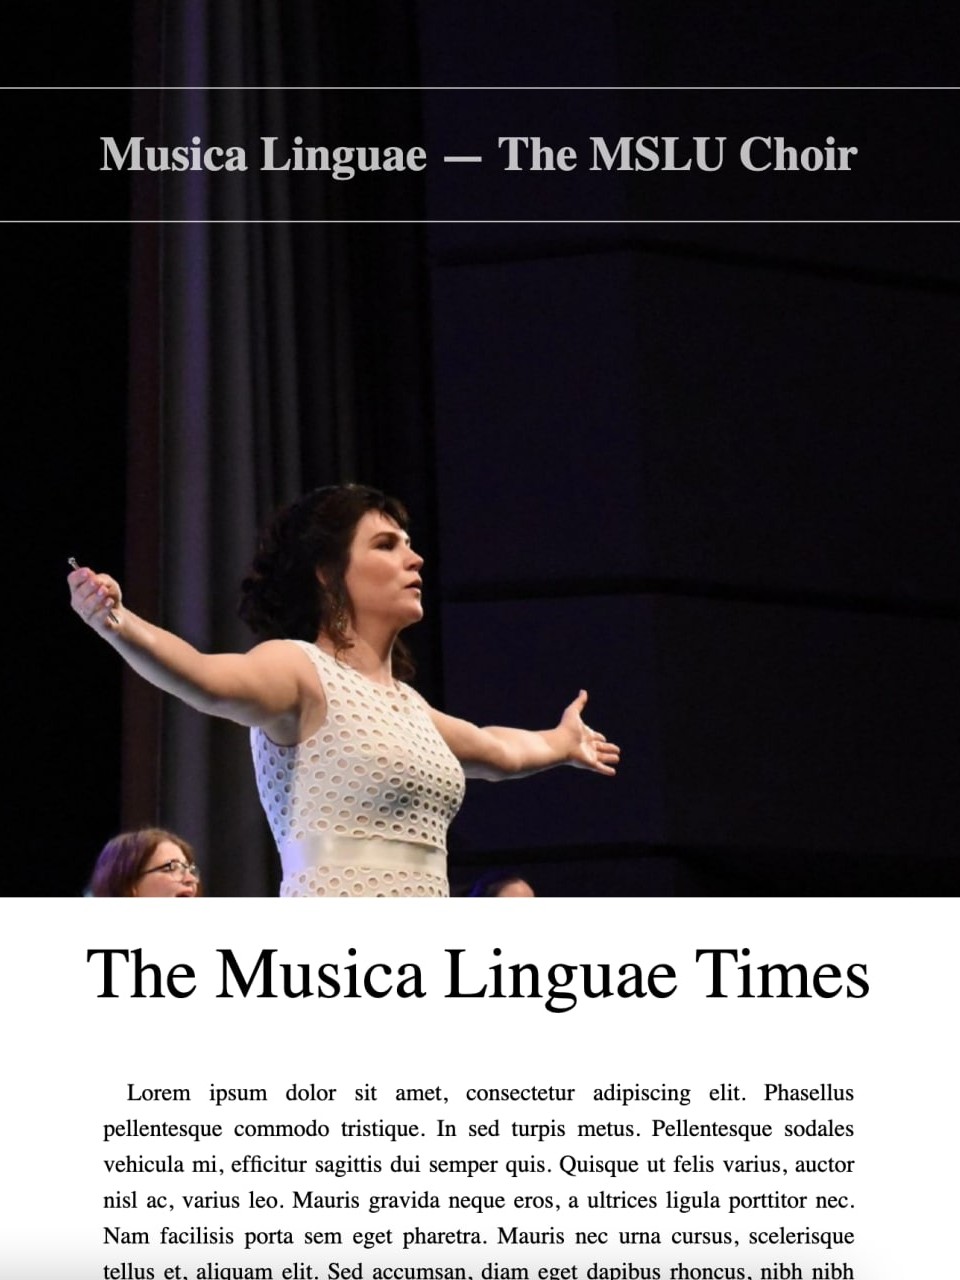 Musica Linguae — The MSLU Choir
The Musica Linguae Times
Lorem ipsum dolor sit amet, consectetur adipiscing elit. Phasellus
pellentesque commodo tristique. In sed turpis metus. Pellentesque sodales
vehicula mi, efficitur sagittis dui semper quis. Quisque ut felis varius, auctor
nisl ac, varius leo. Mauris gravida neque eros, a ultrices ligula porttitor nec.
Nam facilisis porta sem eget pharetra. Mauris nec urna cursus, scelerisque
tellus et, aliquam elit. Sed accumsan, diam eget dapibus rhoncus, nibh nibh